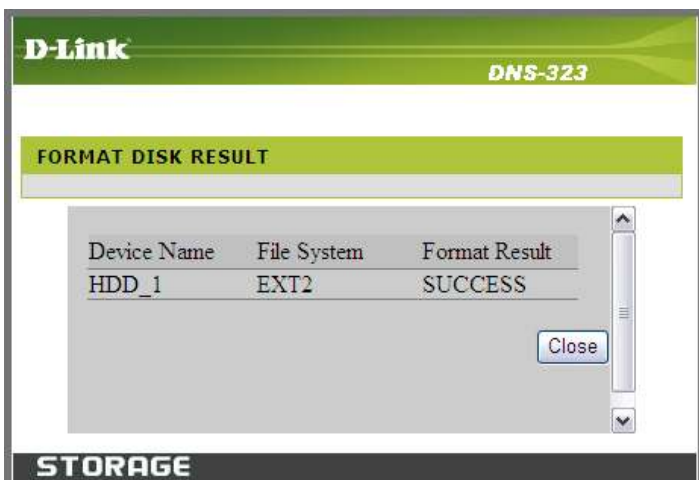 D-Link
DNS-323
FORMAT DISK RESULT
Device Name File System Format Result
HDD_1 EXT2 SUCCESS
Close
STORAGE